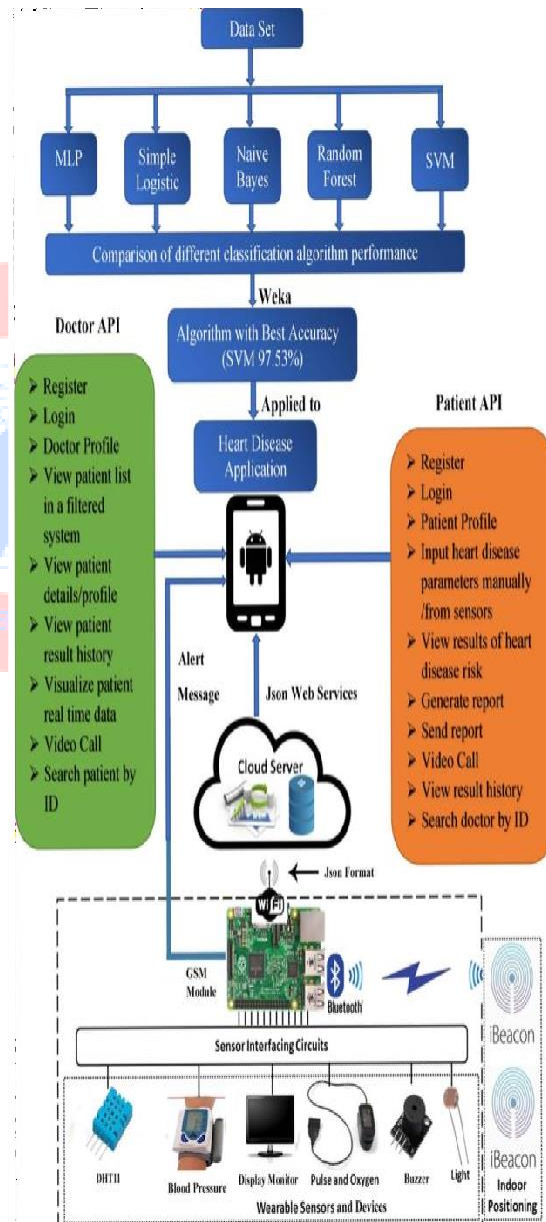 Data Set
MLP
Simple
Logistic
Naive
Bayes
Random
Forest
SVM
Comparison of different classification algorithm performance
Weka
Algorithm with Best Accuracy
(SVM 97.53%)
Applied to
Heart Disease
Application
Doctor API
➢ Register
➢ Login
➢ Doctor Profile
➢ View patient list
in a filtered
system
➢ View patient
details/profile
➢ View patient
result history
➢ Visualize patient
real time data
➢ Video Call
➢ Search patient by
ID
Patient API
➢ Register
➢ Login
➢ Patient Profile
➢ Input heart disease
parameters manually
/from sensors
➢ View results of heart
disease risk
➢ Generate report
➢ Send report
➢ Video Call
➢ View result history
➢ Search doctor by ID
Alert
Message
Json Web Services
Cloud Server
Json Format
Wi Fi
GSM
Module
Bluetooth
iBeacon
iBeacon
Indoor
Positioning
Sensor Interfacing Circuits
DHT11
Blood Pressure
Display Monitor
Pulse and Oxygen
Buzzer
Light
Wearable Sensors and Devices